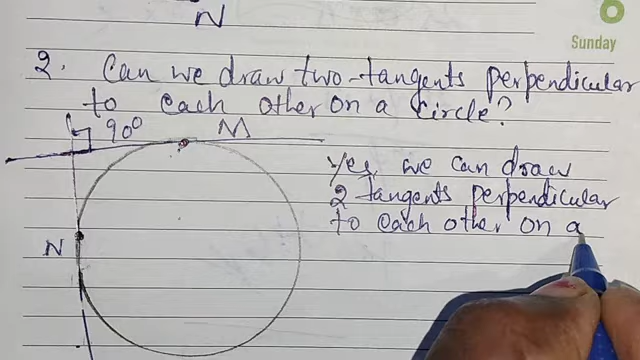 N
Sunday
2. Can we draw two-tangents perpendicular
to each other on a circle?
90°
M
Yes, we can draw
2 tangents perpendicular
to each other on a
N